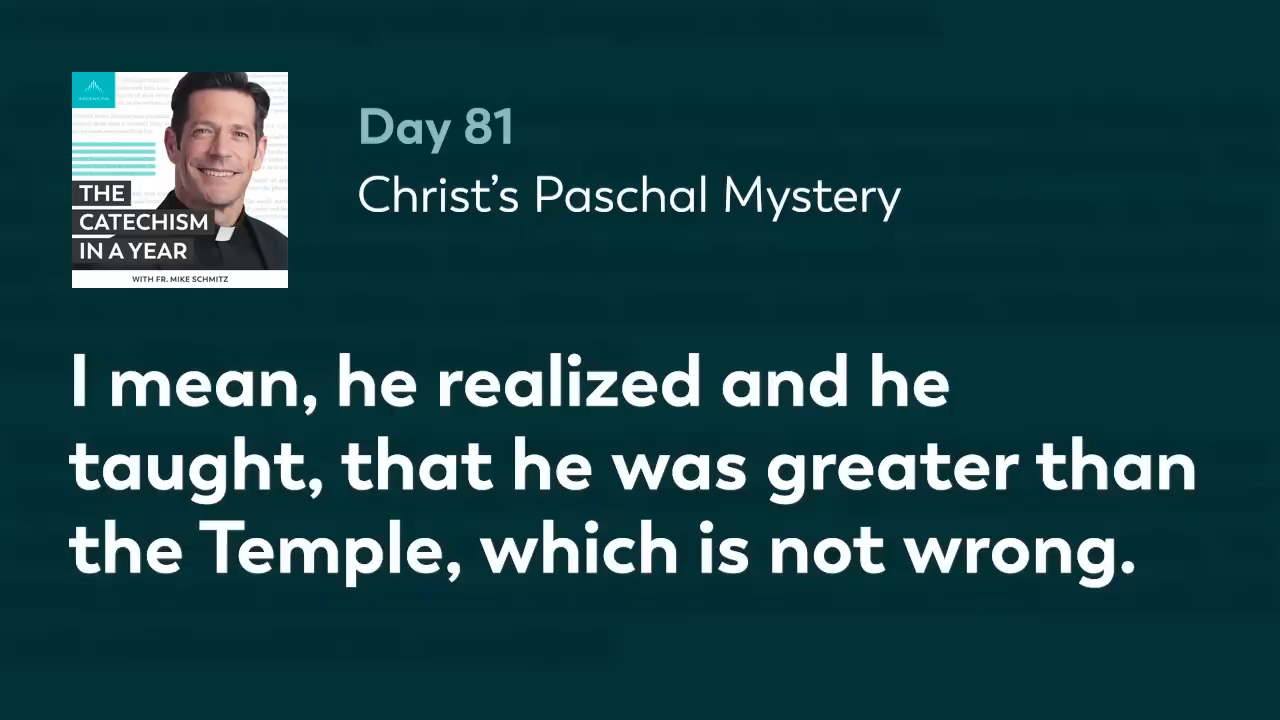 ASCENSION
THE
CATECHISM
IN A YEAR
WITH FR. MIKE SCHMITZ
Day 81
Christ's Paschal Mystery
I mean, he realized and he
taught, that he was greater than
the Temple, which is not wrong.